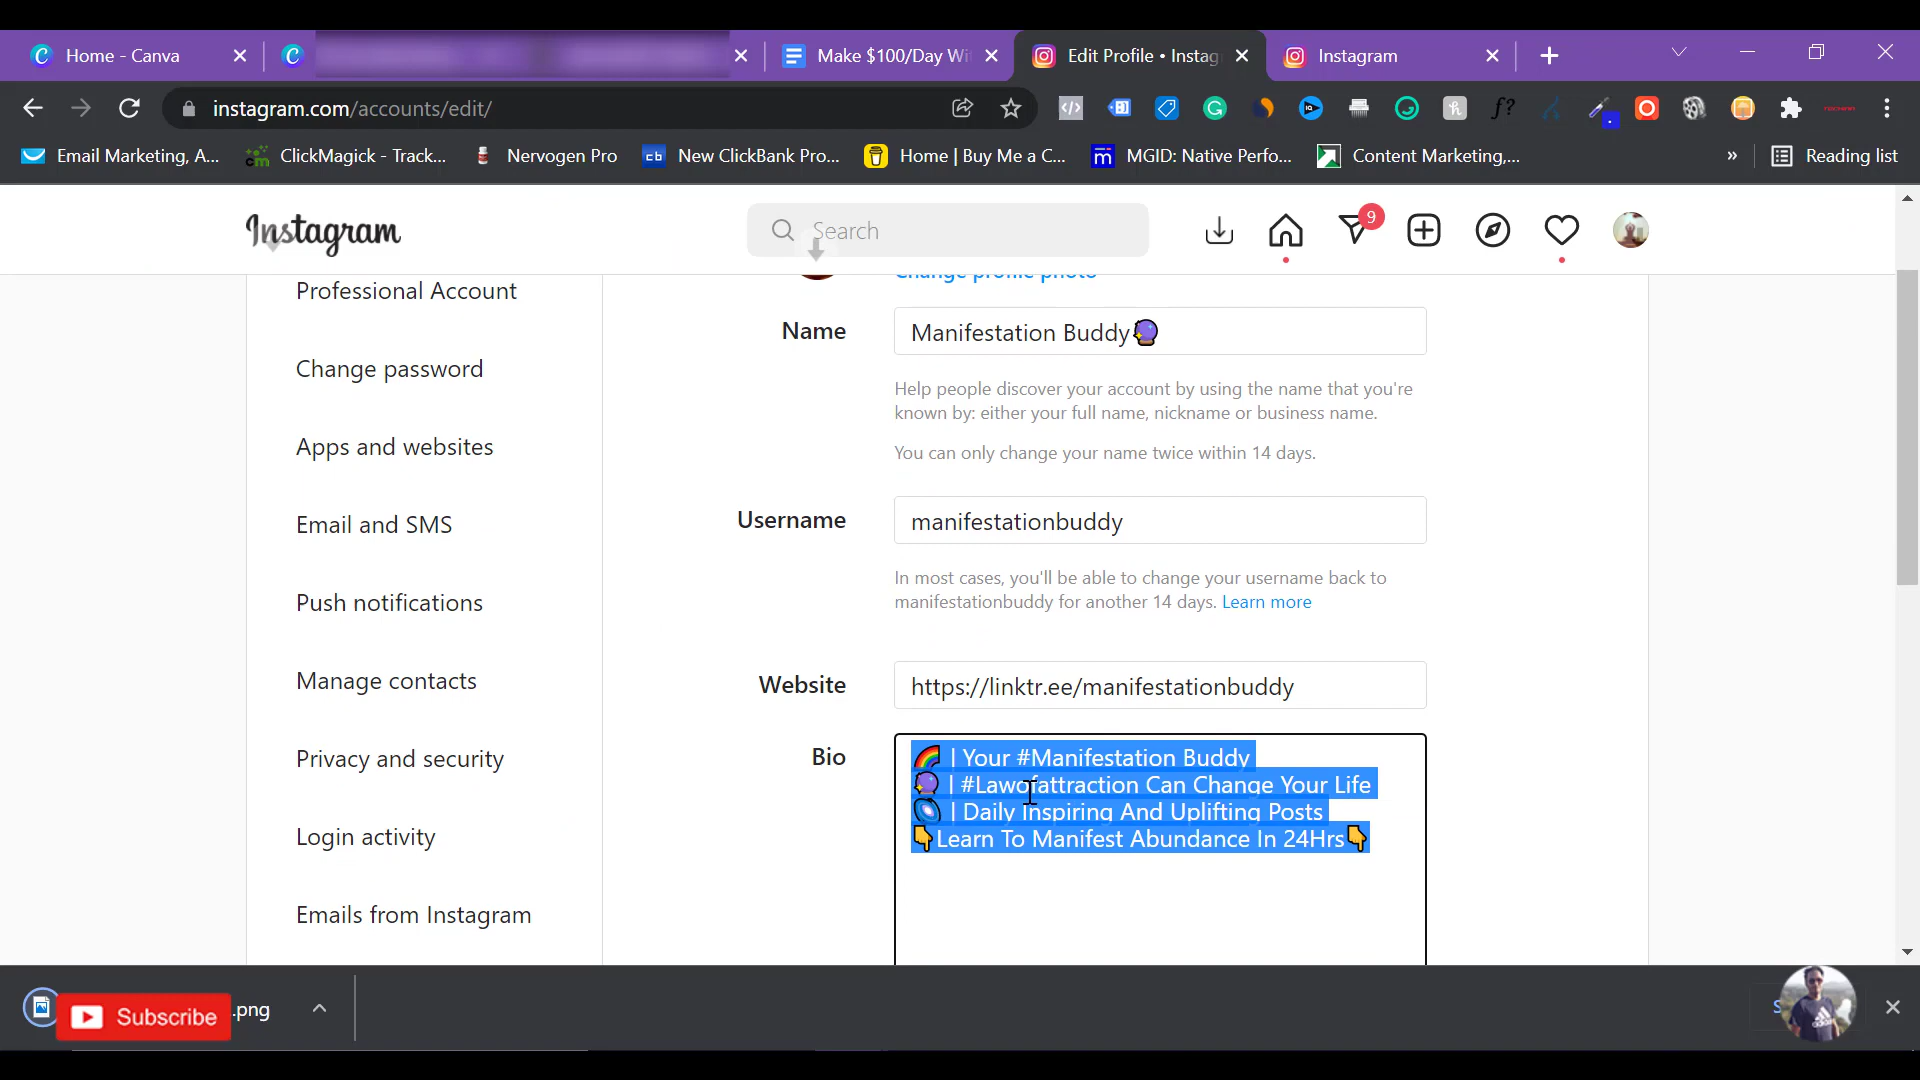 Home - Canva
Make $100/Day Wi
Edit Profile • Instag
Instagram
instagram.com/accounts/edit/
Email Marketing, A...
ClickMagick - Track...
Nervogen Pro
New ClickBank Pro...
Home | Buy Me a C...
MGID: Native Perfo...
Content Marketing,...
Reading list
Instagram
Search
9
Change profile photo
Professional Account
Change password
Apps and websites
Email and SMS
Push notifications
Manage contacts
Privacy and security
Login activity
Emails from Instagram
Name
Manifestation Buddy🔮
Help people discover your account by using the name that you're
known by: either your full name, nickname or business name.
You can only change your name twice within 14 days.
Username
manifestationbuddy
In most cases, you'll be able to change your username back to
manifestationbuddy for another 14 days. Learn more
Website
https://linktr.ee/manifestationbuddy
Bio
🌈 | Your #Manifestation Buddy
🔮 | #Lawofattraction Can Change Your Life
🌀 | Daily Inspiring And Uplifting Posts
👇Learn To Manifest Abundance In 24Hrs👇
Subscribe
.png